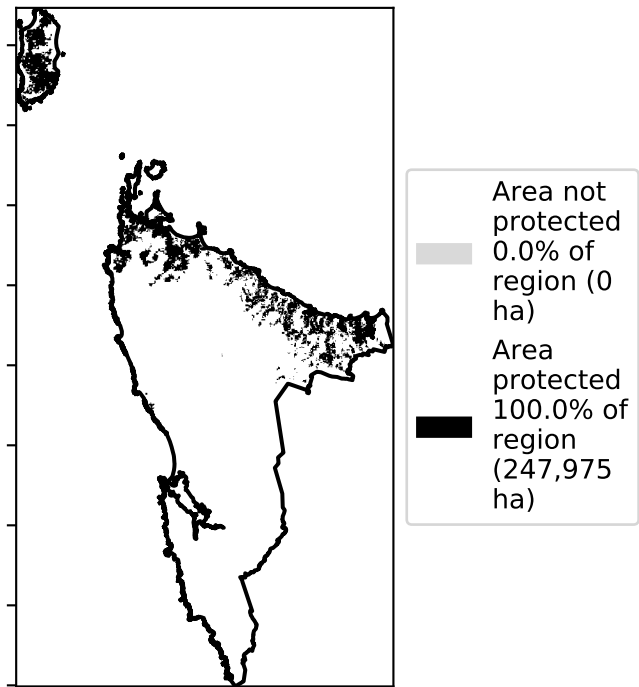 Area not
protected
0.0% of
region (0
ha)
Area
protected
100.0% of
region
(247,975
ha)